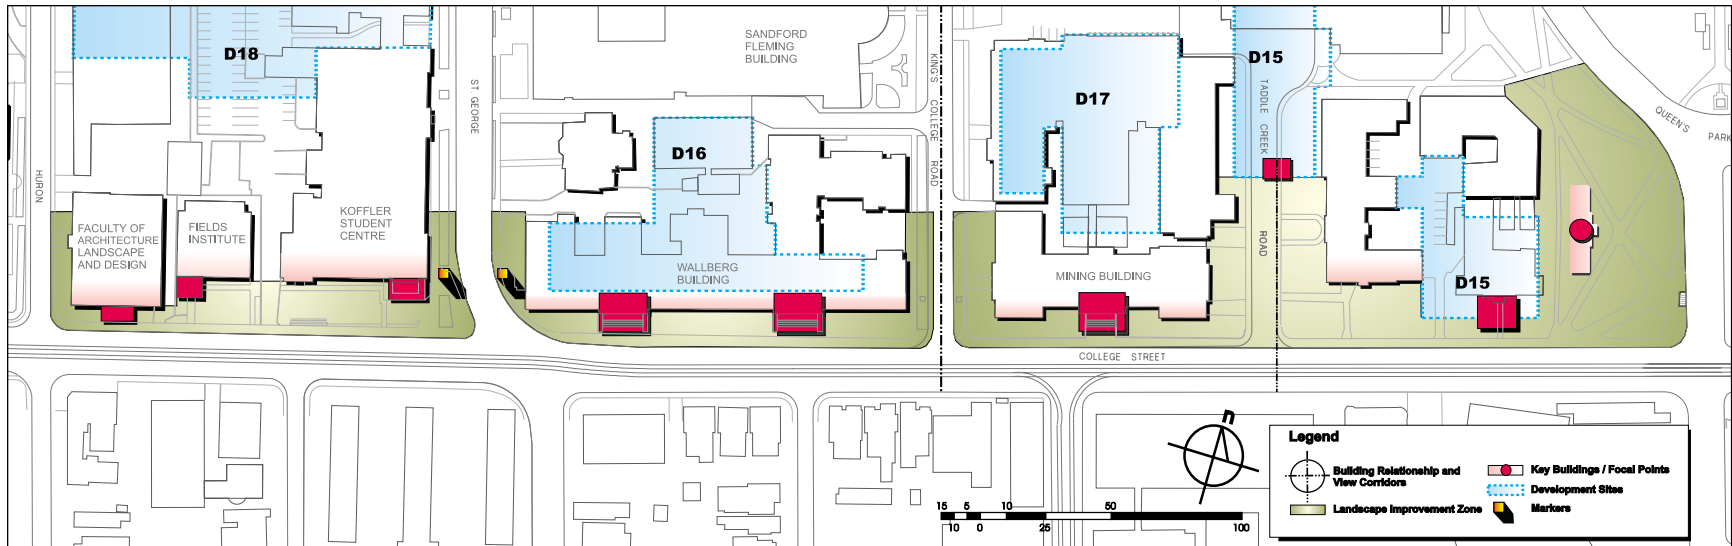 D18
SANDFORD
FLEMING
BUILDING
D15
D17
D16
HURON
ST. GEORGE
KING'S COLLEGE ROAD
TADDLE CREEK ROAD
QUEEN'S PARK
FACULTY OF
ARCHITECTURE
LANDSCAPE
AND DESIGN
FIELDS
INSTITUTE
KOFFLER
STUDENT
CENTRE
WALLBERG
BUILDING
MINING BUILDING
D15
COLLEGE STREET
n
Legend
Building Relationship and
View Corridors
Landscape Improvement Zone
Key Buildings / Focal Points
Development Sites
Markers
15 5 10 50
10 0 25 100